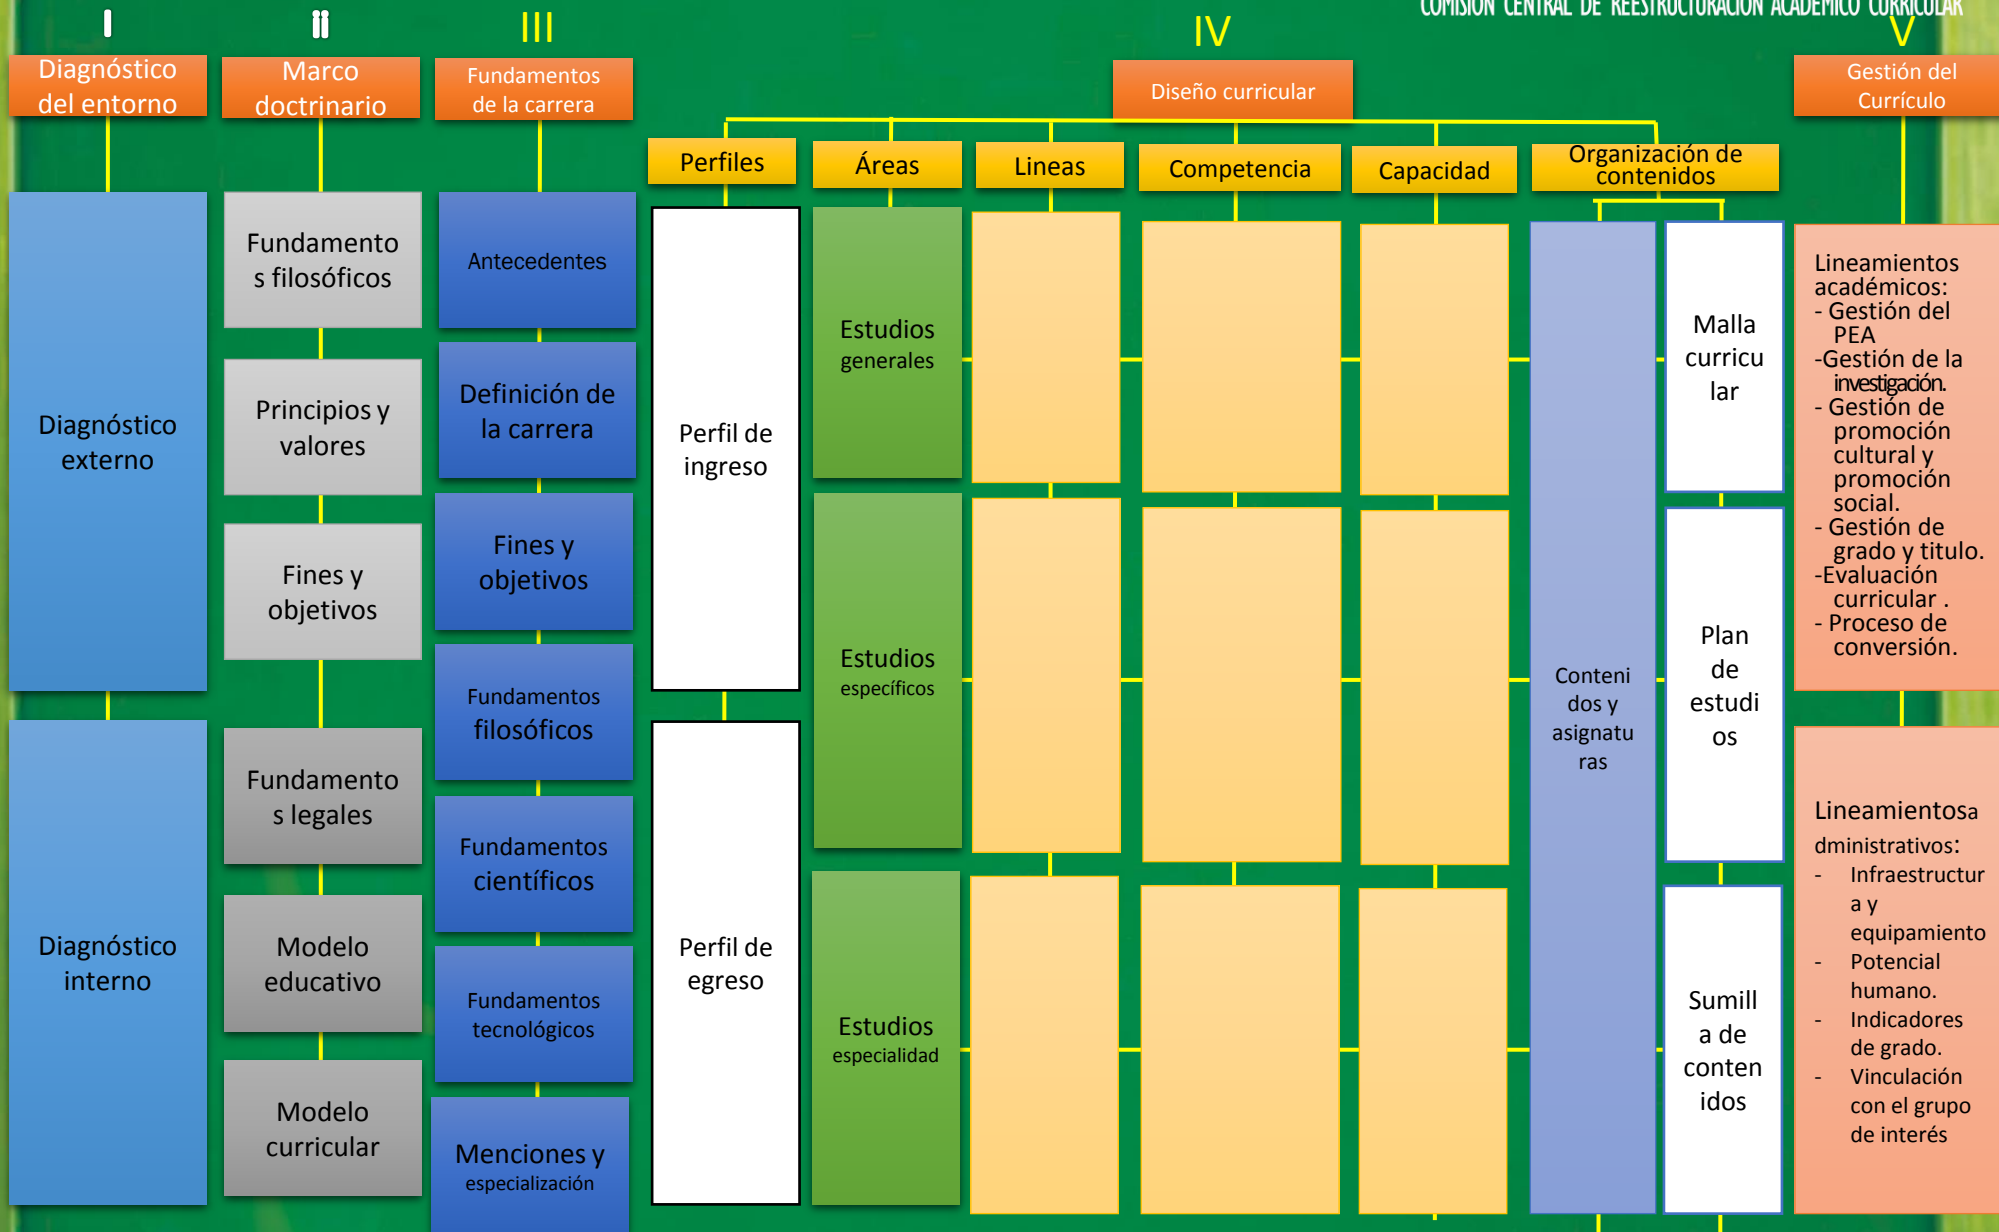 COMISIÓN CENTRAL DE REESTRUCTURACIÓN ACADÉMICO CURRICULAR
I
ii
III
IV
V
Diagnóstico
del entorno
Marco
doctrinario
Fundamentos
de la carrera
Diseño curricular
Gestión del
Currículo
Perfiles
Áreas
Lineas
Competencia
Capacidad
Organización de
contenidos
Diagnóstico
externo
Diagnóstico
interno
Fundamento
s filosóficos
Principios y
valores
Fines y
objetivos
Fundamento
s legales
Modelo
educativo
Modelo
curricular
Antecedentes
Definición de
la carrera
Fines y
objetivos
Fundamentos
filosóficos
Fundamentos
científicos
Fundamentos
tecnológicos
Menciones y
especialización
Perfil de
ingreso
Perfil de
egreso
Estudios
generales
Estudios
específicos
Estudios
especialidad
Conteni
dos y
asignatu
ras
Malla
curricu
lar
Plan
de
estudi
os
Sumill
a de
conten
idos
Lineamientos
académicos:
- Gestión del
PEA
-Gestión de la
investigación.
- Gestión de
promoción
cultural y
promoción
social.
- Gestión de
grado y titulo.
-Evaluación
curricular .
- Proceso de
conversión.
Lineamientosa
dministrativos:
- Infraestructur
a y
equipamiento
- Potencial
humano.
- Indicadores
de grado.
- Vinculación
con el grupo
de interés